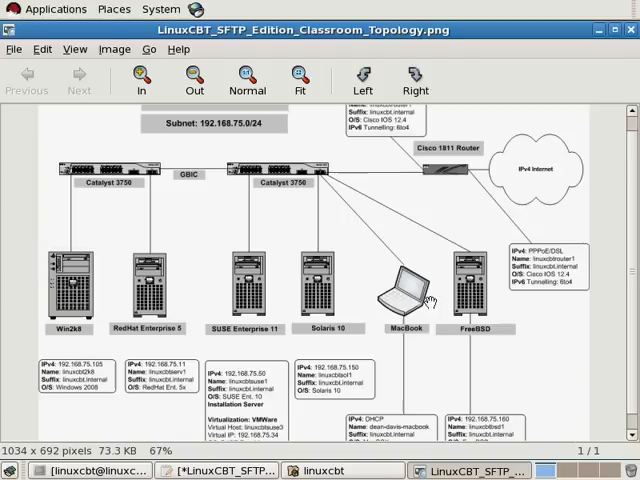 Applications Places System
LinuxCBT_SFTP_Edition_Classroom_Topology.png
File Edit View Image Go Help
Previous Next In Out Normal Fit Left Right
Subnet: 192.168.75.0/24
Suffix: linuxcbt.internal
O/S: Cisco IOS 12.4
IPv6 Tunnelling: 6to4
Cisco 1811 Router
IPv4 Internet
Catalyst 3750
GBIC
Catalyst 3750
IPv4: PPPoE/DSL
Name: linuxcbtrouter1
Suffix: linuxcbt.internal
O/S: Cisco IOS 12.4
IPv6 Tunnelling: 6to4
Win2k8
RedHat Enterprise 5
SUSE Enterprise 11
Solaris 10
MacBook
FreeBSD
IPv4: 192.168.75.105
Name: linuxcbt2k8
Suffix: linuxcbt.internal
O/S: Windows 2008
IPv4: 192.168.75.11
Name: linuxcbtserv1
Suffix: linuxcbt.internal
O/S: RedHat Ent. 5x
IPv4: 192.168.75.50
Name: linuxcbtsuse1
Suffix: linuxcbt.internal
O/S: SUSE Ent. 10
Installation Server
Virtualization: VMWare
Virtual Host: linuxcbtsuse3
Virtual IP: 192.168.75.34
IPv4: 192.168.75.150
Name: linuxcbtsol1
Suffix: linuxcbt.internal
O/S: Solaris 10
IPv4: DHCP
Name: dean-davis-macbook
IPv4: 192.168.75.160
Name: linuxcbtbsd1
Suffix: linuxcbt.internal
1034 x 692 pixels 73.3 KB 67% 1 / 1
[linuxcbt@linuxc... [*LinuxCBT_SFTP... linuxcbt LinuxCBT_SFTP_...